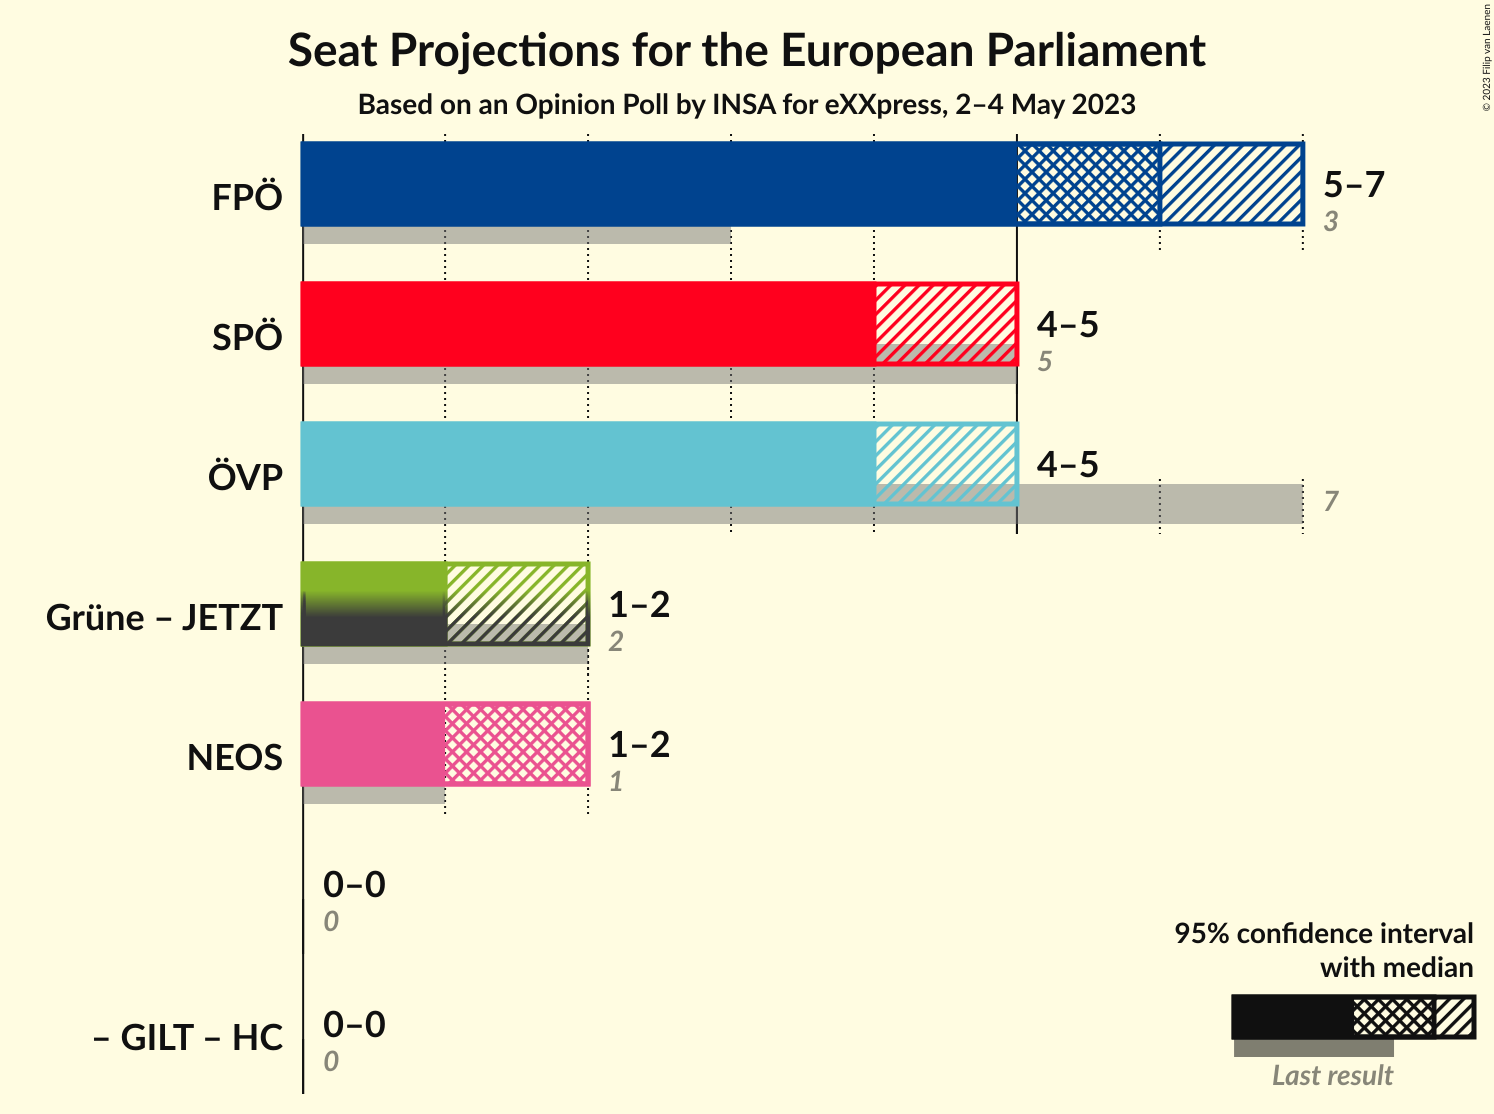 Seat Projections for the European Parliament
Based on an Opinion Poll by INSA for eXXpress, 2–4 May 2023
© 2023 Filip van Laenen
FPÖ
5–7
3
SPÖ
4–5
5
ÖVP
4–5
7
Grüne – JETZT
1–2
2
NEOS
1–2
1
0–0
0
– GILT – HC
0–0
0
95% confidence interval
with median
Last result